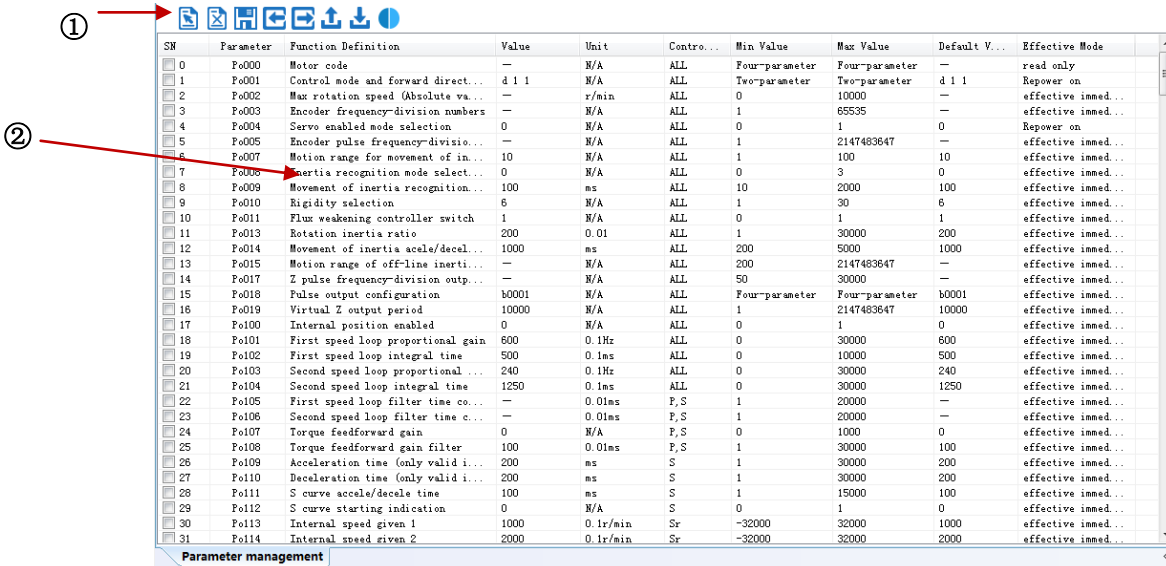 ①
②
SN Parameter Function Definition Value Unit Contro... Min Value Max Value Default V... Effective Mode
0 Po000 Motor code — N/A ALL Four-parameter Four-parameter — read only
1 Po001 Control mode and forward direct... d 1 1 N/A ALL Two-parameter Two-parameter d 1 1 Repower on
2 Po002 Max rotation speed (Absolute va... — r/min ALL 0 10000 — effective immed...
3 Po003 Encoder frequency-division numbers — N/A ALL 1 65535 — effective immed...
4 Po004 Servo enabled mode selection 0 N/A ALL 0 1 0 Repower on
5 Po005 Encoder pulse frequency-divisio... — N/A ALL 1 2147483647 — effective immed...
6 Po007 Motion range for movement of in... 10 N/A ALL 1 100 10 effective immed...
7 Po008 Inertia recognition mode select... 0 N/A ALL 0 3 0 effective immed...
8 Po009 Movement of inertia recognition... 100 ms ALL 10 2000 100 effective immed...
9 Po010 Rigidity selection 6 N/A ALL 1 30 6 effective immed...
10 Po011 Flux weakening controller switch 1 N/A ALL 0 1 1 effective immed...
11 Po013 Rotation inertia ratio 200 0.01 ALL 1 30000 200 effective immed...
12 Po014 Movement of inertia acele/decel... 1000 ms ALL 200 5000 1000 effective immed...
13 Po015 Motion range of off-line inerti... — N/A ALL 200 2147483647 — effective immed...
14 Po017 Z pulse frequency-division outp... — N/A ALL 50 30000 — effective immed...
15 Po018 Pulse output configuration b0001 N/A ALL Four-parameter Four-parameter b0001 effective immed...
16 Po019 Virtual Z output period 10000 N/A ALL 1 2147483647 10000 effective immed...
17 Po100 Internal position enabled 0 N/A ALL 0 1 0 effective immed...
18 Po101 First speed loop proportional gain 600 0.1Hz ALL 0 30000 600 effective immed...
19 Po102 First speed loop integral time 500 0.1ms ALL 0 10000 500 effective immed...
20 Po103 Second speed loop proportional ... 240 0.1Hz ALL 0 30000 240 effective immed...
21 Po104 Second speed loop integral time 1250 0.1ms ALL 0 30000 1250 effective immed...
22 Po105 First speed loop filter time co... — 0.01ms P,S 1 20000 — effective immed...
23 Po106 Second speed loop filter time c... — 0.01ms P,S 1 20000 — effective immed...
24 Po107 Torque feedforward gain 0 N/A P,S 0 1000 0 effective immed...
25 Po108 Torque feedforward gain filter 100 0.01ms P,S 1 30000 100 effective immed...
26 Po109 Acceleration time (only valid i... 200 ms S 1 30000 200 effective immed...
27 Po110 Deceleration time (only valid i... 200 ms S 1 30000 200 effective immed...
28 Po111 S curve accele/decele time 100 ms S 1 15000 100 effective immed...
29 Po112 S curve starting indication 0 N/A S 0 1 0 effective immed...
30 Po113 Internal speed given 1 1000 0.1r/min Sr -32000 32000 1000 effective immed...
31 Po114 Internal speed given 2 2000 0.1r/min Sr -32000 32000 2000 effective immed...
Parameter management